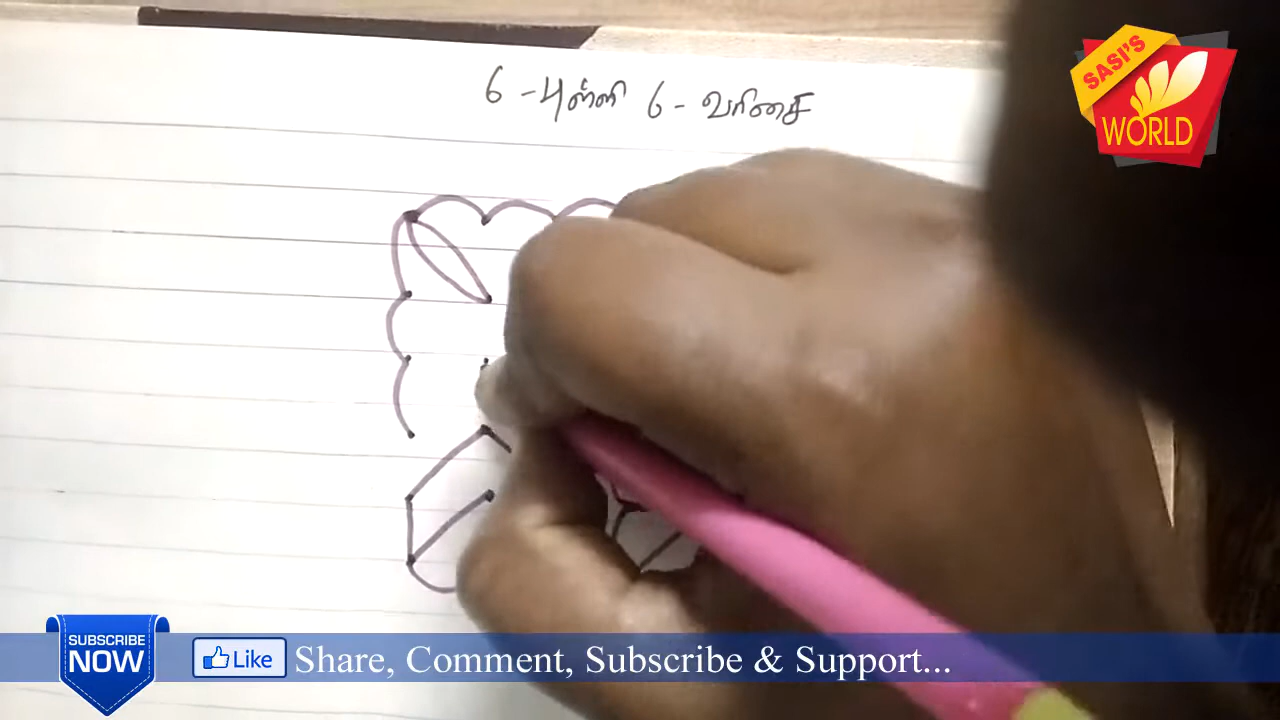 6 - புள்ளி 6 - வரிசை
SASI'S
WORLD
SUBSCRIBE
NOW
Like
Share, Comment, Subscribe & Support...